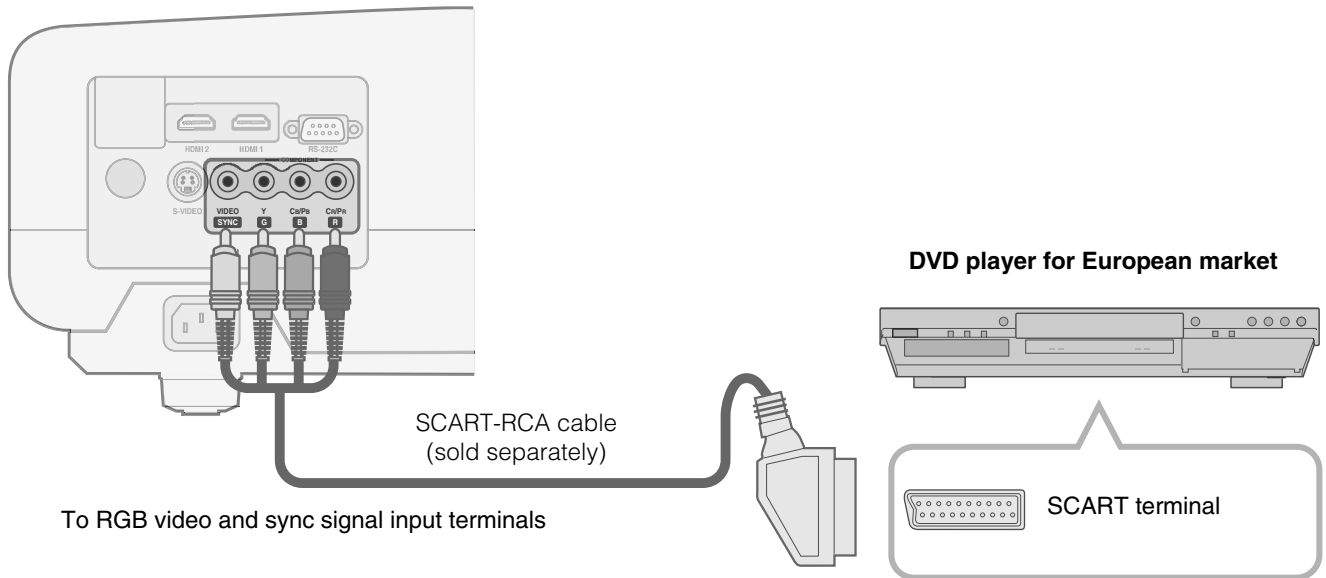 HDMI 2
HDMI 1
RS-232C
COMPONENT
S-VIDEO
VIDEO
Y
CB/PB
CR/PR
SYNC
G
B
R
DVD player for European market
SCART-RCA cable
(sold separately)
SCART terminal
To RGB video and sync signal input terminals